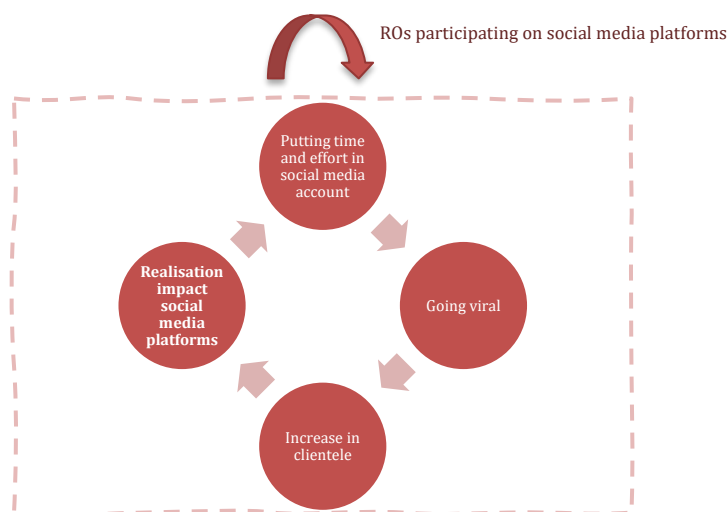 ROs participating on social media platforms
Putting time
and effort in
social media
account
Going viral
Increase in
clientele
Realisation
impact
social
media
platforms